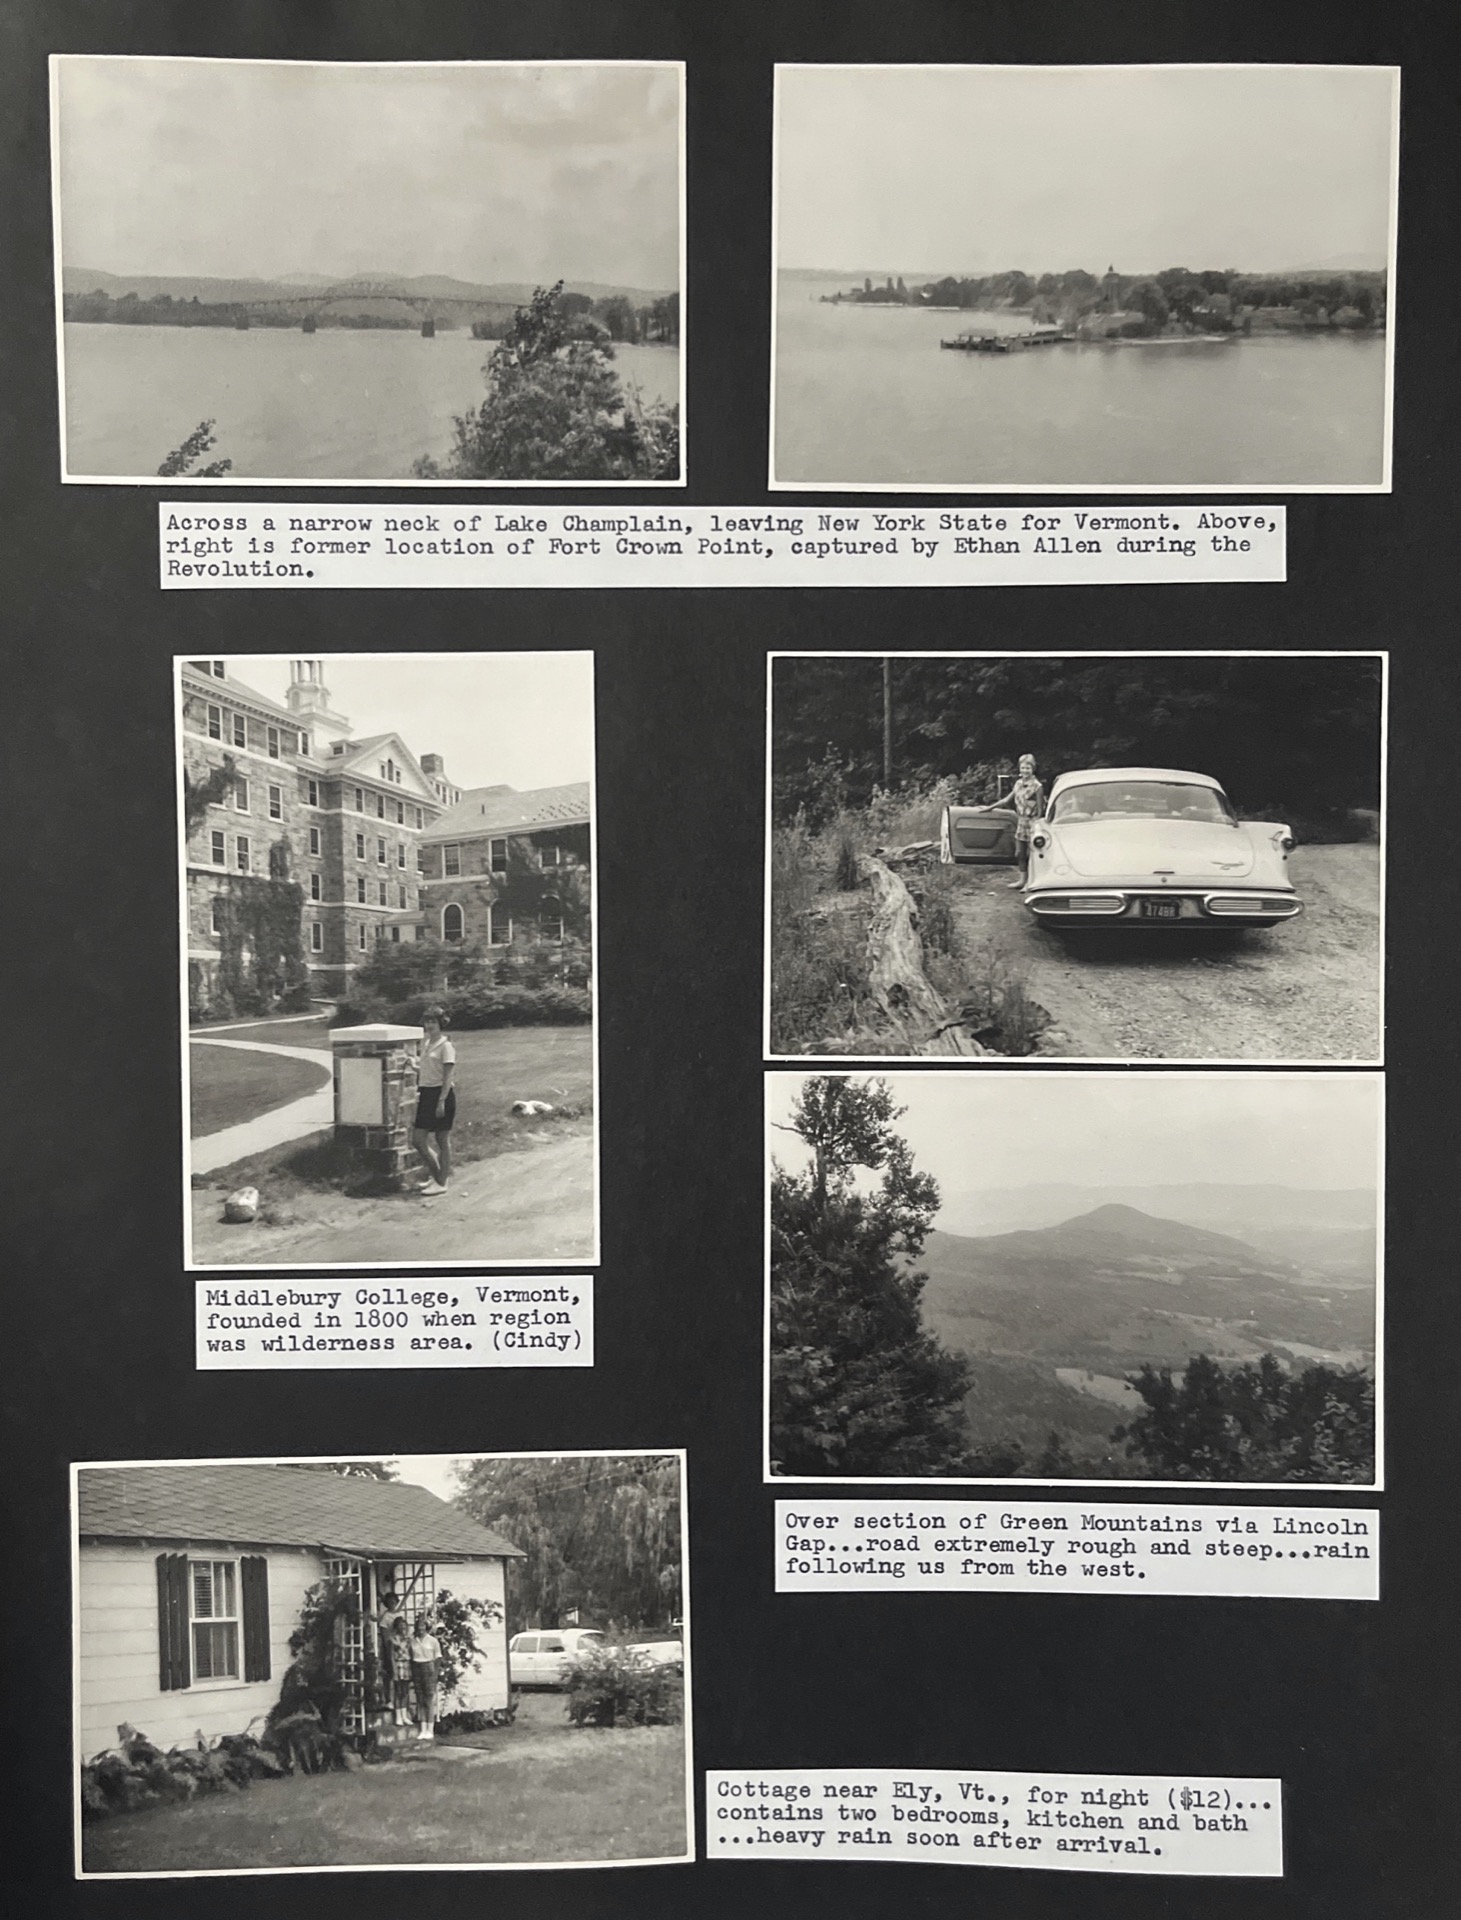 Across a narrow neck of Lake Champlain, leaving New York State for Vermont. Above,
right is former location of Fort Crown Point, captured by Ethan Allen during the
Revolution.
Middlebury College, Vermont,
founded in 1800 when region
was wilderness area. (Cindy)
Over section of Green Mountains via Lincoln
Gap...road extremely rough and steep...rain
following us from the west.
Cottage near Ely, Vt., for night ($12)...
contains two bedrooms, kitchen and bath
...heavy rain soon after arrival.